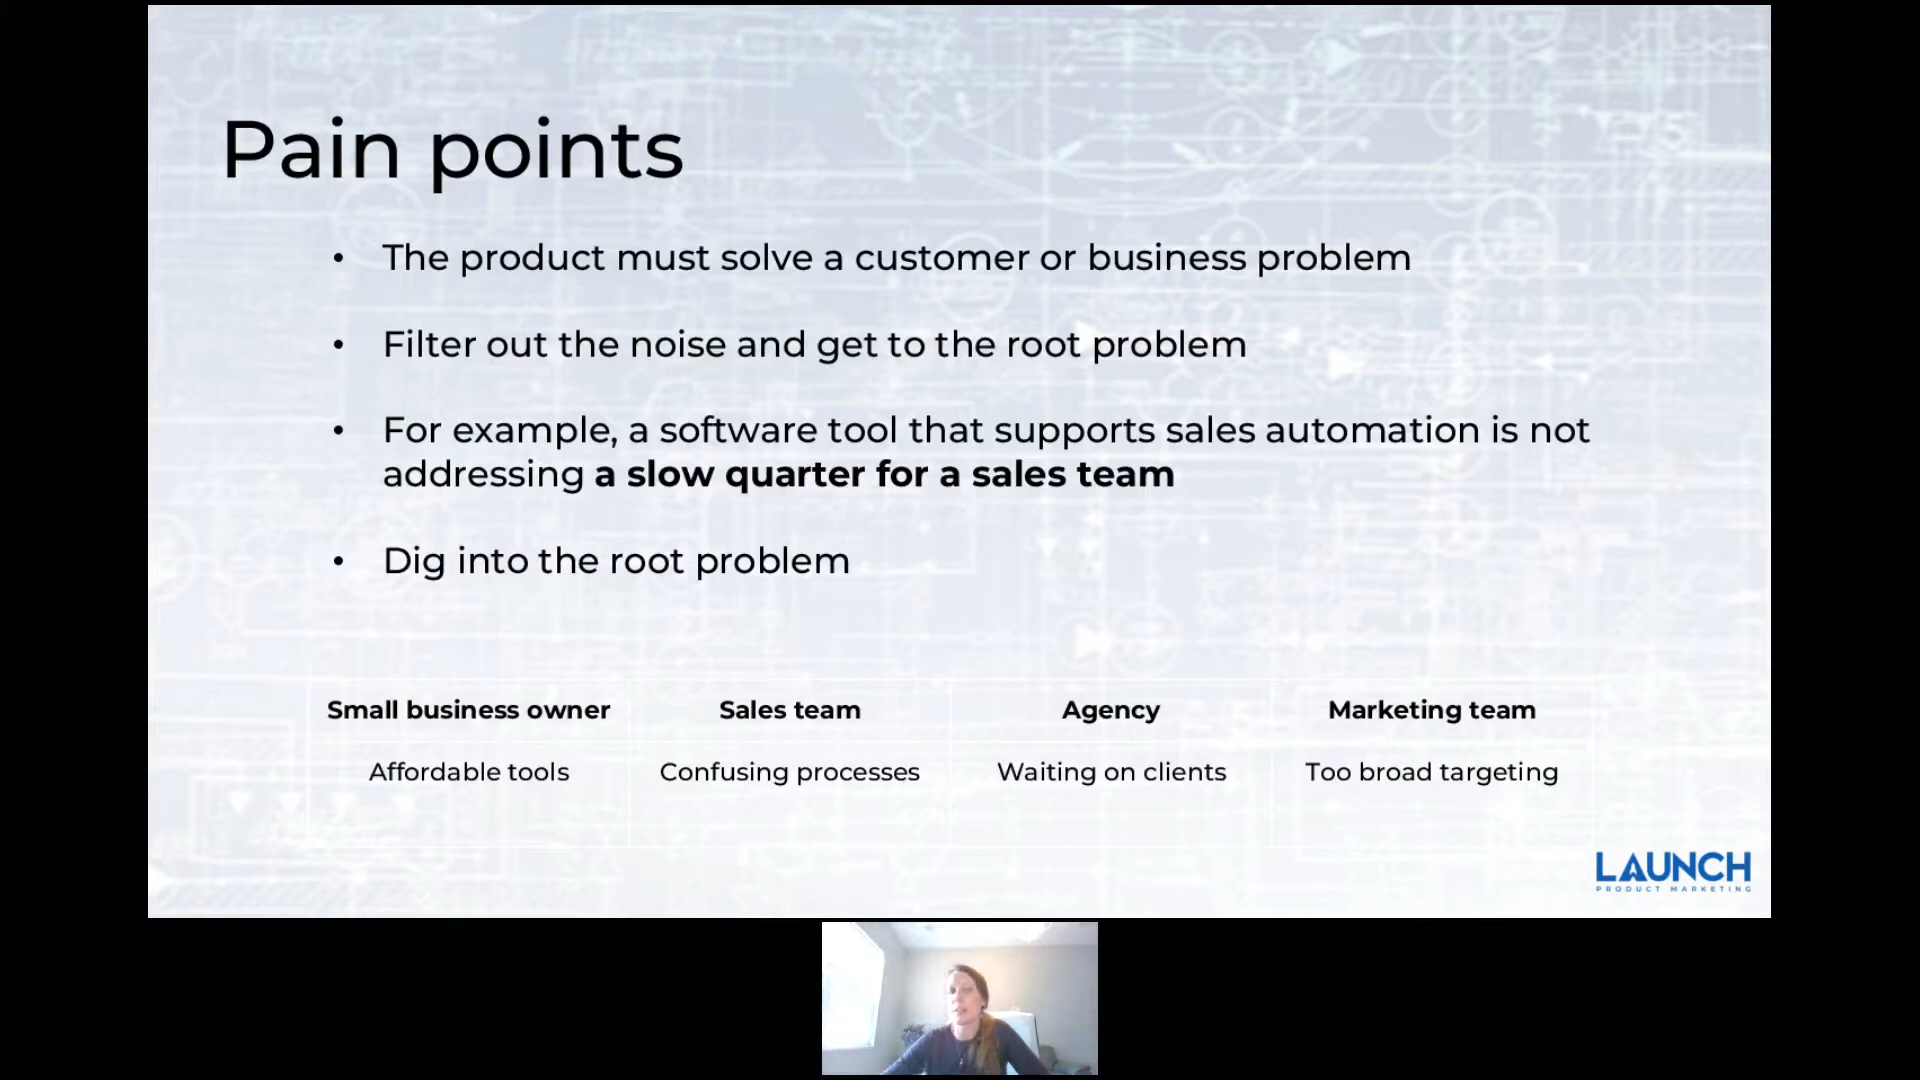 Pain points
• The product must solve a customer or business problem
• Filter out the noise and get to the root problem
• For example, a software tool that supports sales automation is not
addressing a slow quarter for a sales team
• Dig into the root problem
Small business owner Sales team Agency Marketing team
Affordable tools Confusing processes Waiting on clients Too broad targeting
LAUNCH
PRODUCT MARKETING